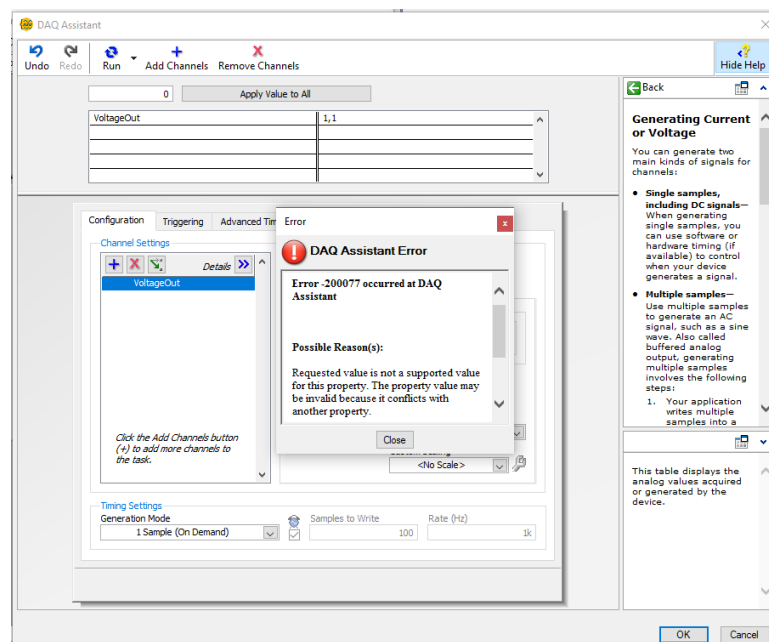 DAQ Assistant
Undo Redo Run Add Channels Remove Channels Hide Help
0 Apply Value to All
VoltageOut 1,1
Configuration Triggering Advanced Tim
Channel Settings
Details
VoltageOut
Click the Add Channels button
(+) to add more channels to
the task.
Error
DAQ Assistant Error
Error -200077 occurred at DAQ
Assistant
Possible Reason(s):
Requested value is not a supported value
for this property. The property value may
be invalid because it conflicts with
another property.
Close
<No Scale>
Timing Settings
Generation Mode
1 Sample (On Demand)
Samples to Write
100
Rate (Hz)
1k
Back
Generating Current
or Voltage
You can generate two
main kinds of signals for
channels:
• Single samples,
including DC signals—
When generating
single samples, you
can use software or
hardware timing (if
available) to control
when your device
generates a signal.
• Multiple samples—
Use multiple samples
to generate an AC
signal, such as a sine
wave. Also called
buffered analog
output, generating
multiple samples
involves the following
steps:
1. Your application
writes multiple
samples into a
This table displays the
analog values acquired
or generated by the
device.
OK Cancel